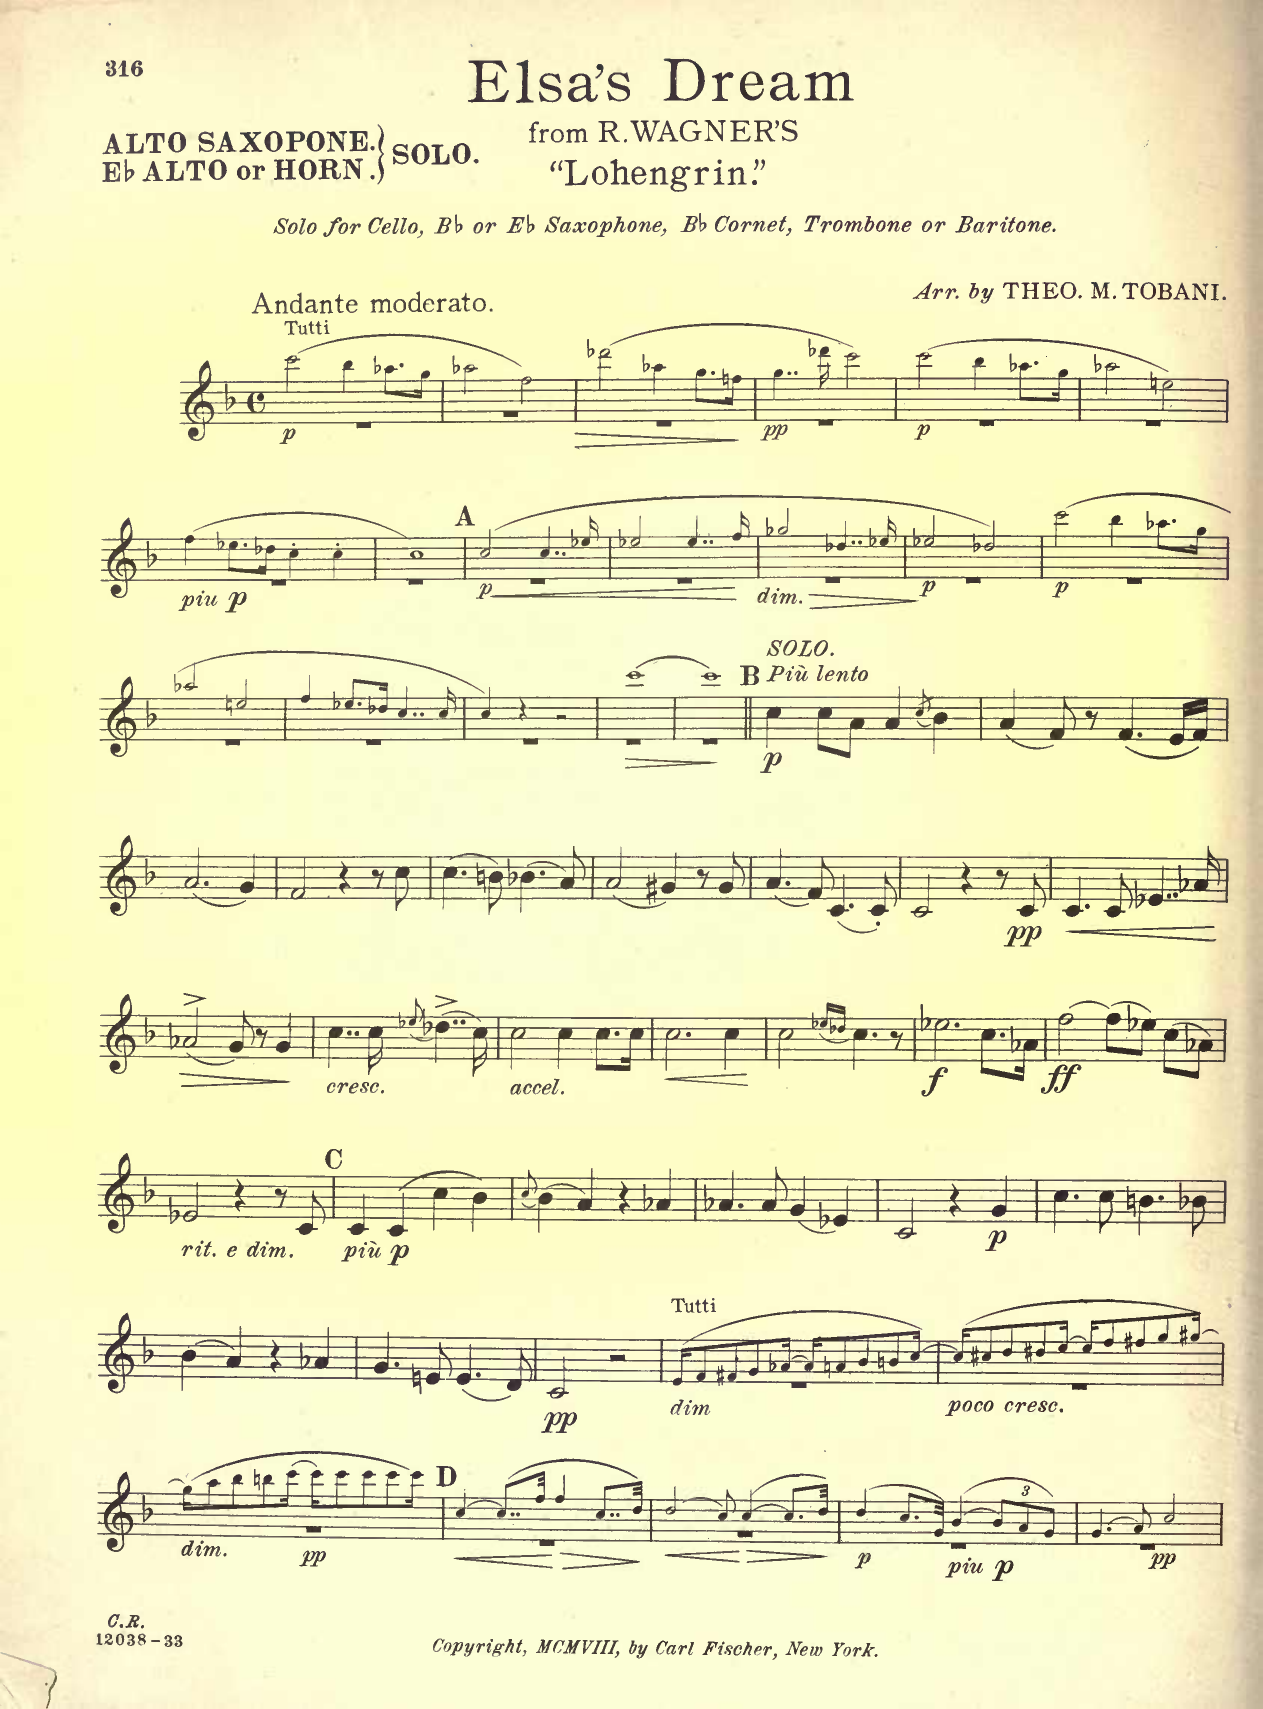 316
Elsa's Dream
from R.WAGNER'S
"Lohengrin."
ALTO SAXOPONE.
E♭ ALTO or HORN.
SOLO.
Solo for Cello, B♭ or E♭ Saxophone, B♭ Cornet, Trombone or Baritone.
Arr. by THEO. M. TOBANI.
Andante moderato.
Tutti
p
pp
p
A
piu p
p
dim.
p
p
SOLO.
B Più lento
p
pp
cresc.
accel.
f
ff
C
rit. e dim.
più p
p
Tutti
pp
dim
poco cresc.
D
3
dim.
pp
p
piu p
pp
C.R.
12038-33
Copyright, MCMVIII, by Carl Fischer, New York.